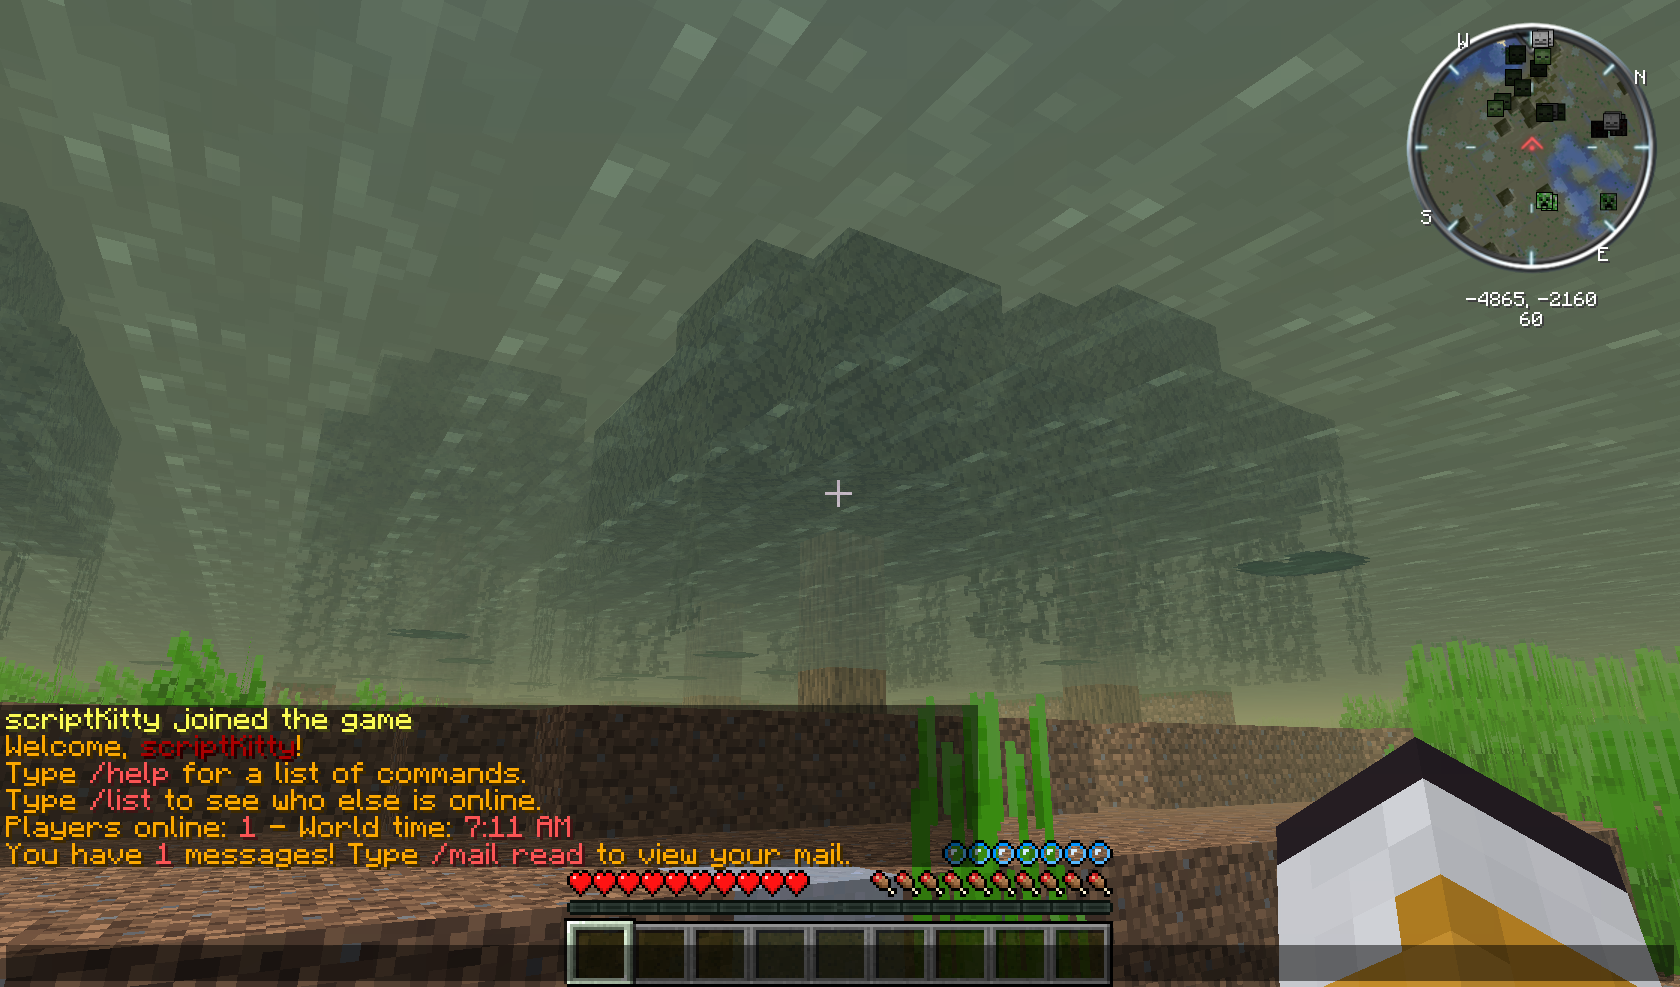 W
N
S
E
-4865, -2160
60
scriptKitty joined the game
Welcome, scriptKitty!
Type /help for a list of commands.
Type /list to see who else is online.
Players online: 1 - World time: 7:11 AM
You have 1 messages! Type /mail read to view your mail.